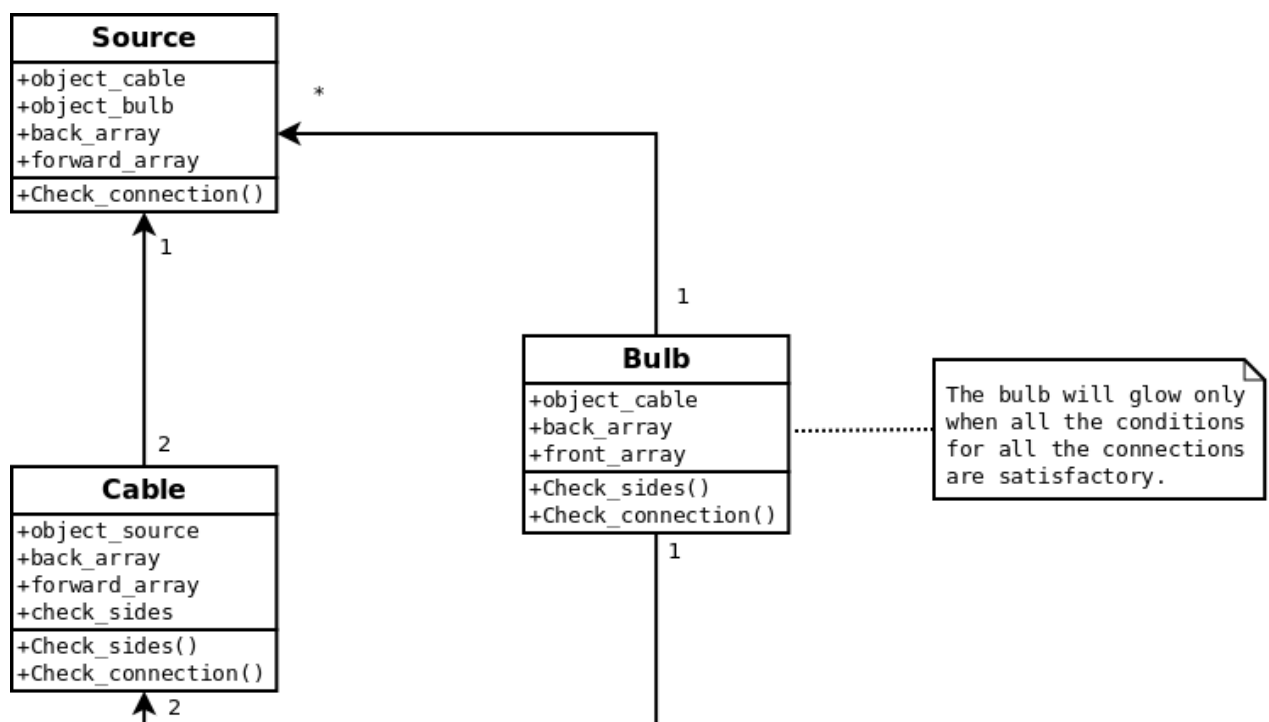 Source
+object_cable
+object_bulb
+back_array
+forward_array
+Check_connection()
*
1
1
2
Bulb
+object_cable
+back_array
+front_array
+Check_sides()
+Check_connection()
1
The bulb will glow only
when all the conditions
for all the connections
are satisfactory.
Cable
+object_source
+back_array
+forward_array
+check_sides
+Check_sides()
+Check_connection()
2